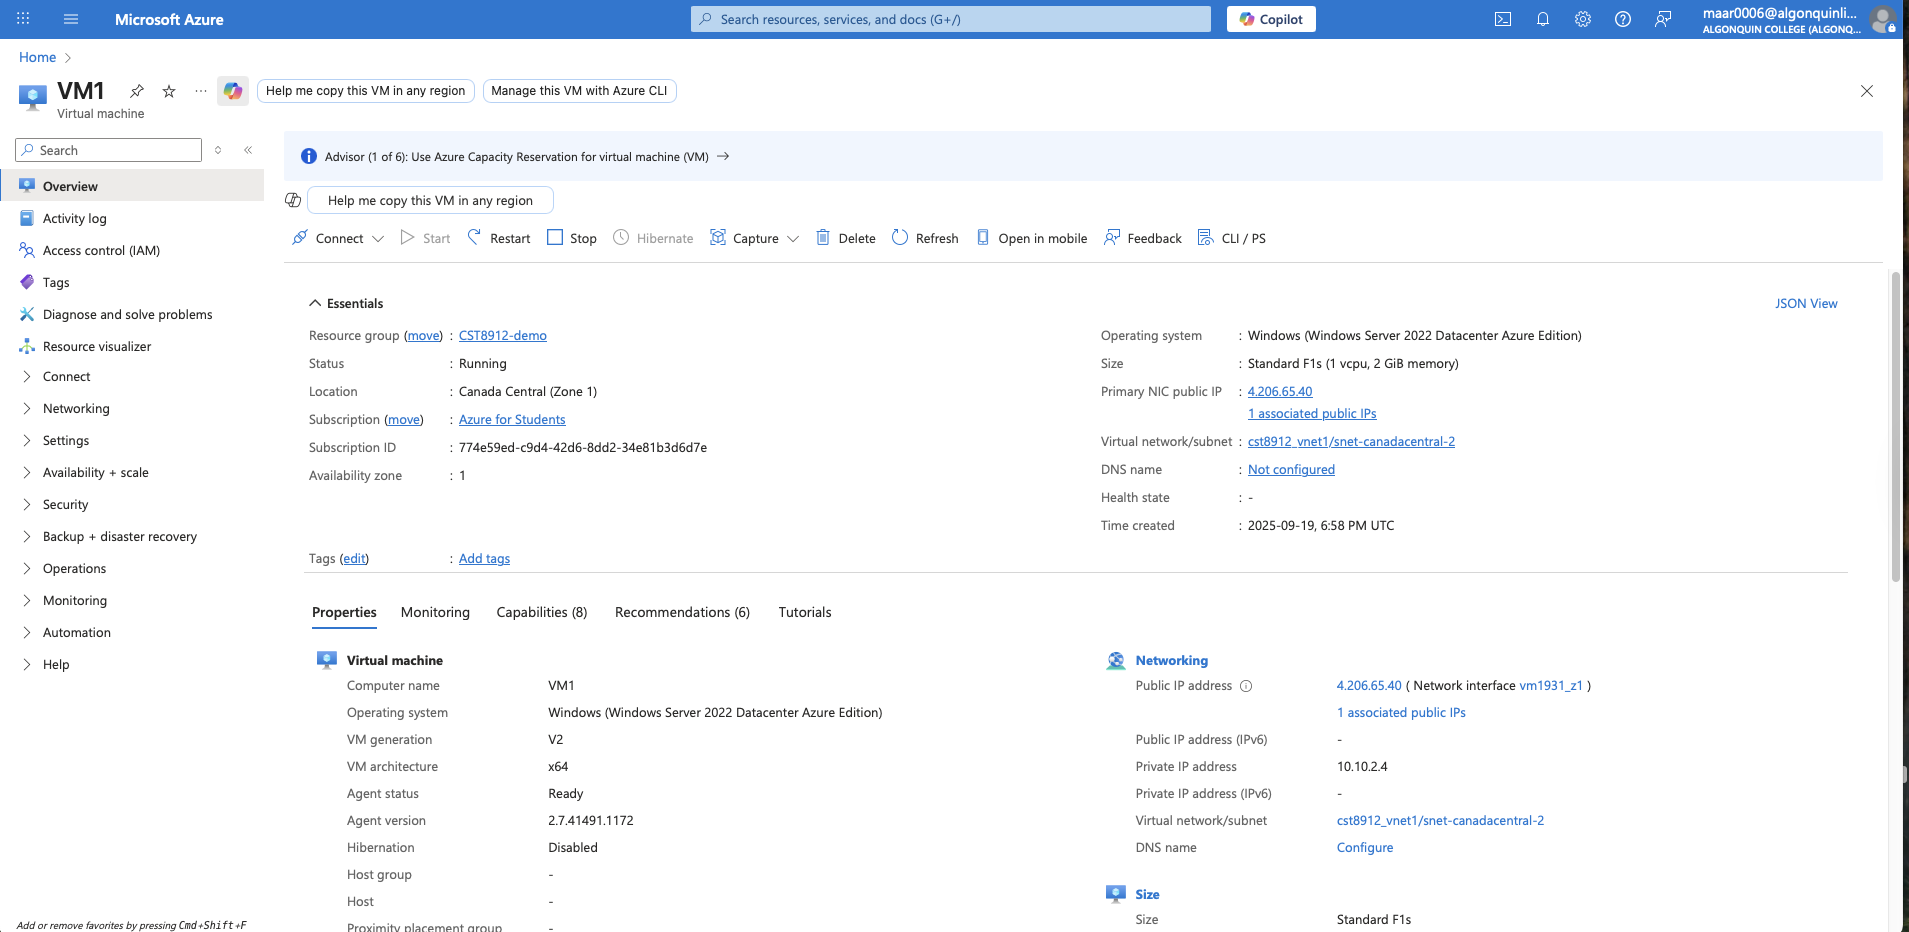 Microsoft Azure
Search resources, services, and docs (G+/)
Copilot
maar0006@algonquinli...
ALGONQUIN COLLEGE (ALGONQ...
Home
VM1
Virtual machine
Help me copy this VM in any region
Manage this VM with Azure CLI
Search
Overview
Activity log
Access control (IAM)
Tags
Diagnose and solve problems
Resource visualizer
Connect
Networking
Settings
Availability + scale
Security
Backup + disaster recovery
Operations
Monitoring
Automation
Help
Add or remove favorites by pressing Cmd+Shift+F
Advisor (1 of 6): Use Azure Capacity Reservation for virtual machine (VM) →
Help me copy this VM in any region
Connect Start Restart Stop Hibernate Capture Delete Refresh Open in mobile Feedback CLI / PS
Essentials
JSON View
Resource group (move) : CST8912-demo
Status : Running
Location : Canada Central (Zone 1)
Subscription (move) : Azure for Students
Subscription ID : 774e59ed-c9d4-42d6-8dd2-34e81b3d6d7e
Availability zone : 1
Operating system : Windows (Windows Server 2022 Datacenter Azure Edition)
Size : Standard F1s (1 vcpu, 2 GiB memory)
Primary NIC public IP : 4.206.65.40
1 associated public IPs
Virtual network/subnet : cst8912_vnet1/snet-canadacentral-2
DNS name : Not configured
Health state : -
Time created : 2025-09-19, 6:58 PM UTC
Tags (edit) : Add tags
Properties Monitoring Capabilities (8) Recommendations (6) Tutorials
Virtual machine
Computer name VM1
Operating system Windows (Windows Server 2022 Datacenter Azure Edition)
VM generation V2
VM architecture x64
Agent status Ready
Agent version 2.7.41491.1172
Hibernation Disabled
Host group -
Host -
Proximity placement group -
Networking
Public IP address 4.206.65.40 ( Network interface vm1931_z1 )
1 associated public IPs
Public IP address (IPv6) -
Private IP address 10.10.2.4
Private IP address (IPv6) -
Virtual network/subnet cst8912_vnet1/snet-canadacentral-2
DNS name Configure
Size
Size Standard F1s